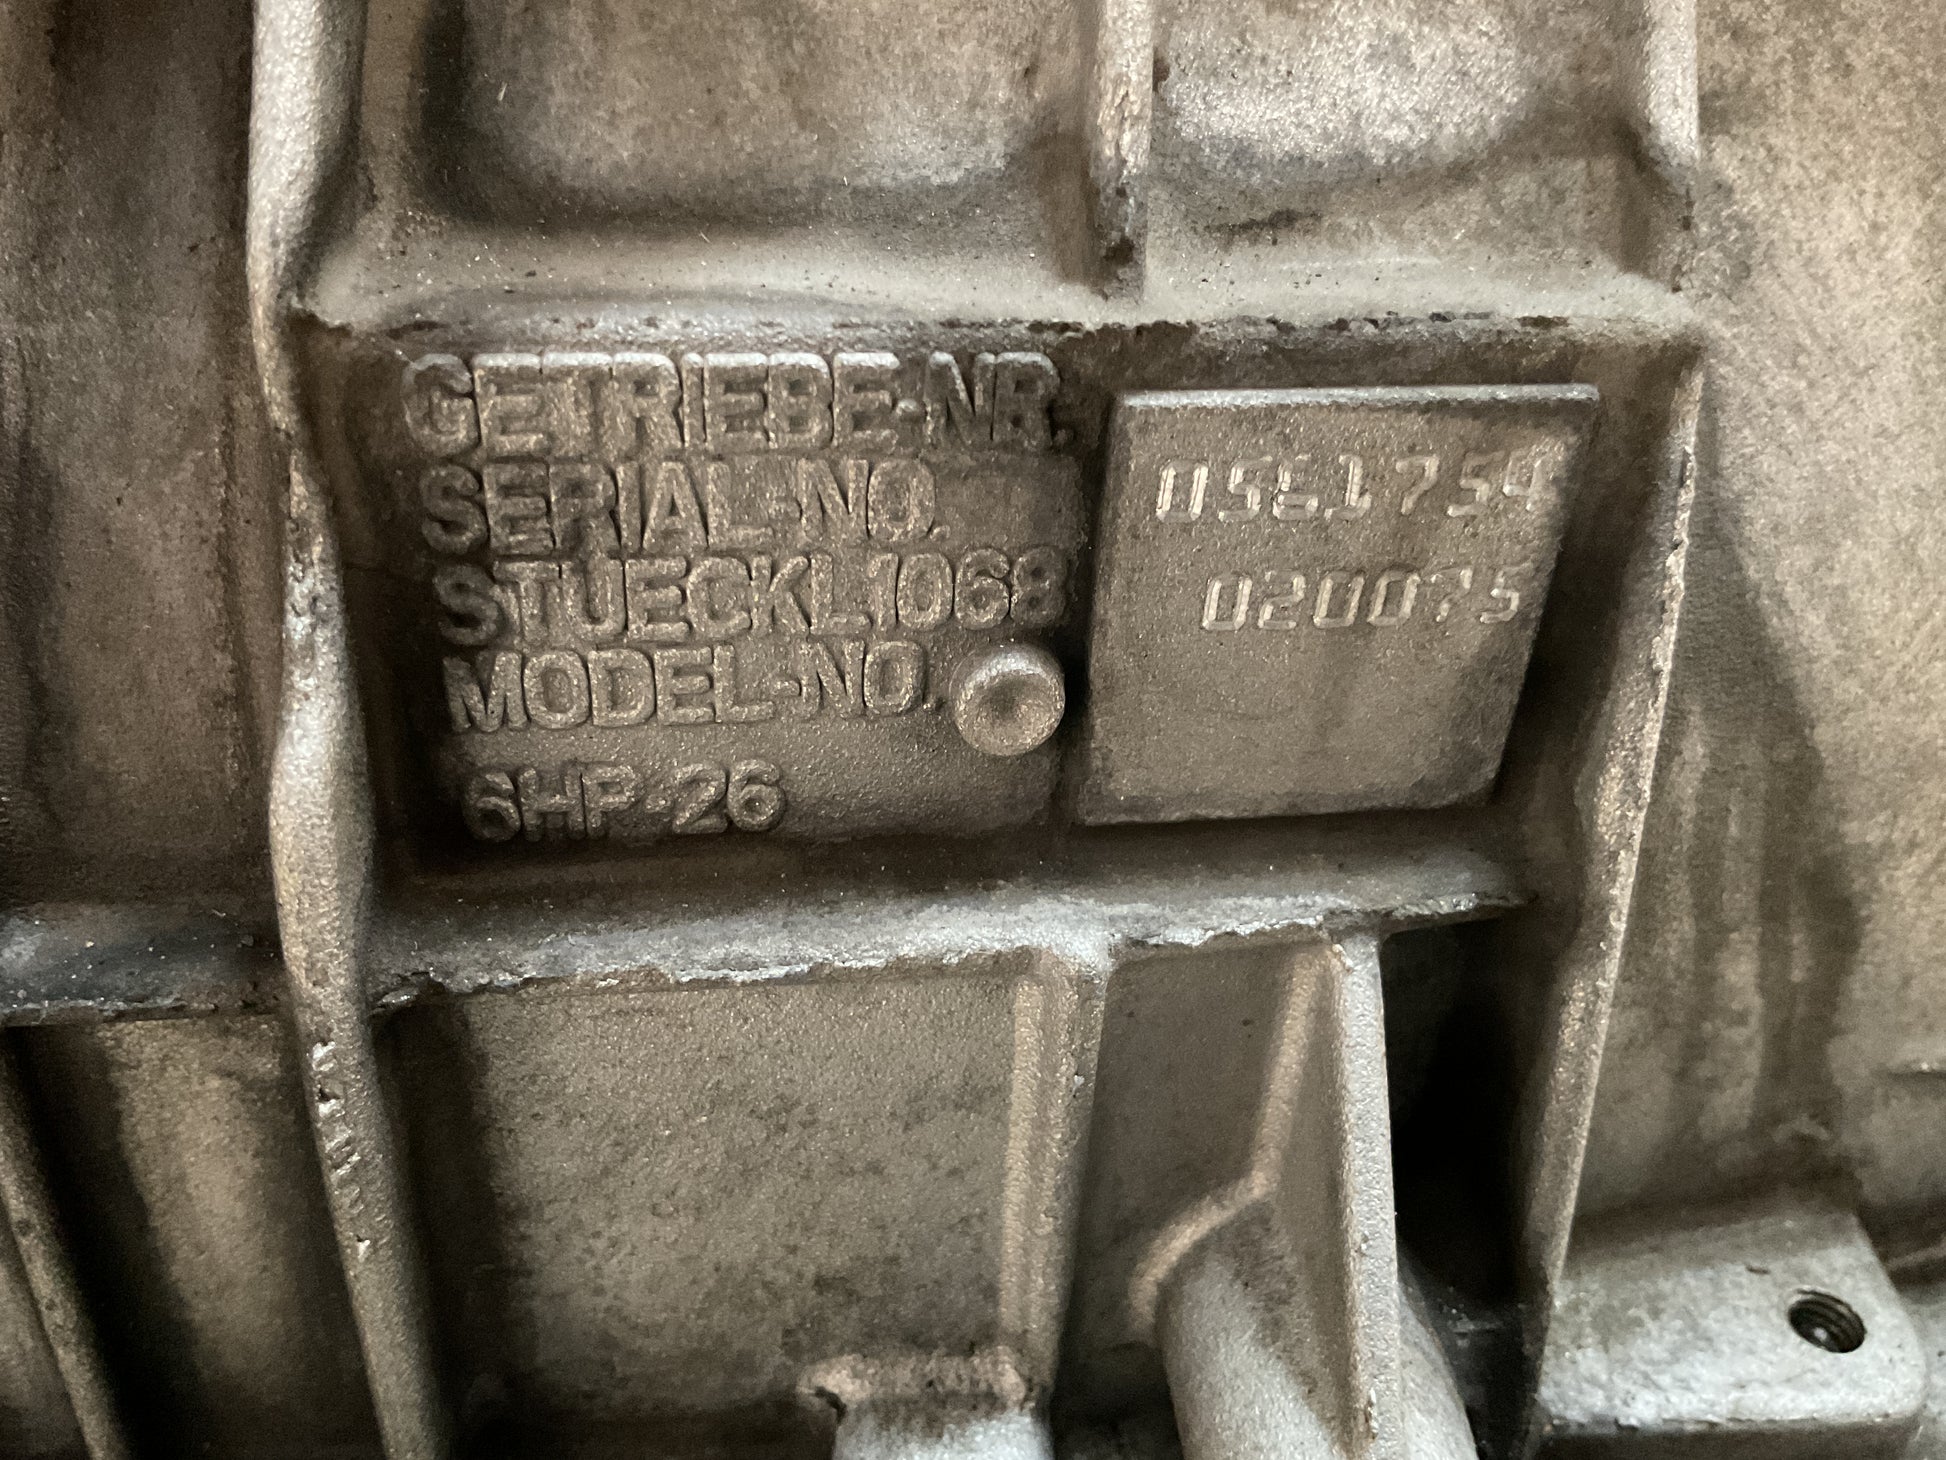 GETRIEBE-NR.
SERIAL-NO.
STUECKL.1068
MODEL-NO.
6HP-26
0561754
020075